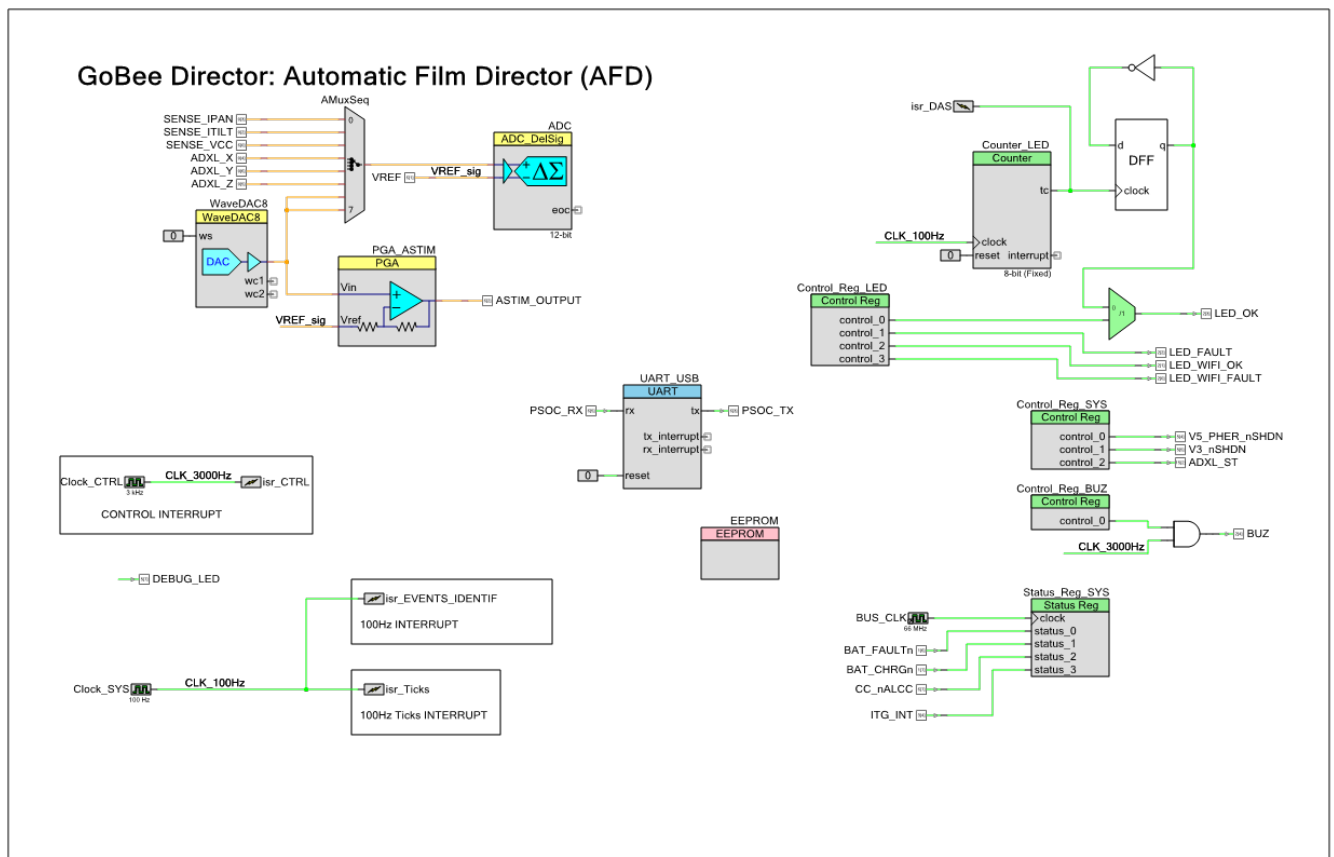 GoBee Director: Automatic Film Director (AFD)
AMuxSeq
SENSE_IPAN
SENSE_ITILT
SENSE_VCC
ADXL_X
ADXL_Y
ADXL_Z
0
7
VREF
VREF_sig
ADC
ADC_DelSig
+
−
ΔΣ
eoc
12-bit
WaveDAC8
WaveDAC8
0
ws
DAC
wc1
wc2
PGA_ASTIM
PGA
Vin
+
−
Vref
VREF_sig
ASTIM_OUTPUT
isr_DAS
Counter_LED
Counter
tc
CLK_100Hz
clock
0
reset
interrupt
8-bit (Fixed)
d
q
DFF
clock
Control_Reg_LED
Control Reg
control_0
control_1
control_2
control_3
0
/1
LED_OK
LED_FAULT
LED_WIFI_OK
LED_WIFI_FAULT
UART_USB
UART
PSOC_RX
rx
tx
PSOC_TX
tx_interrupt
rx_interrupt
0
reset
Control_Reg_SYS
Control Reg
control_0
control_1
control_2
V5_PHER_nSHDN
V3_nSHDN
ADXL_ST
Clock_CTRL
3 kHz
CLK_3000Hz
isr_CTRL
CONTROL INTERRUPT
Control_Reg_BUZ
Control Reg
control_0
CLK_3000Hz
BUZ
EEPROM
EEPROM
DEBUG_LED
isr_EVENTS_IDENTIF
100Hz INTERRUPT
Clock_SYS
100 Hz
CLK_100Hz
isr_Ticks
100Hz Ticks INTERRUPT
Status_Reg_SYS
Status Reg
BUS_CLK
66 MHz
clock
status_0
status_1
status_2
status_3
BAT_FAULTn
BAT_CHRGn
CC_nALCC
ITG_INT